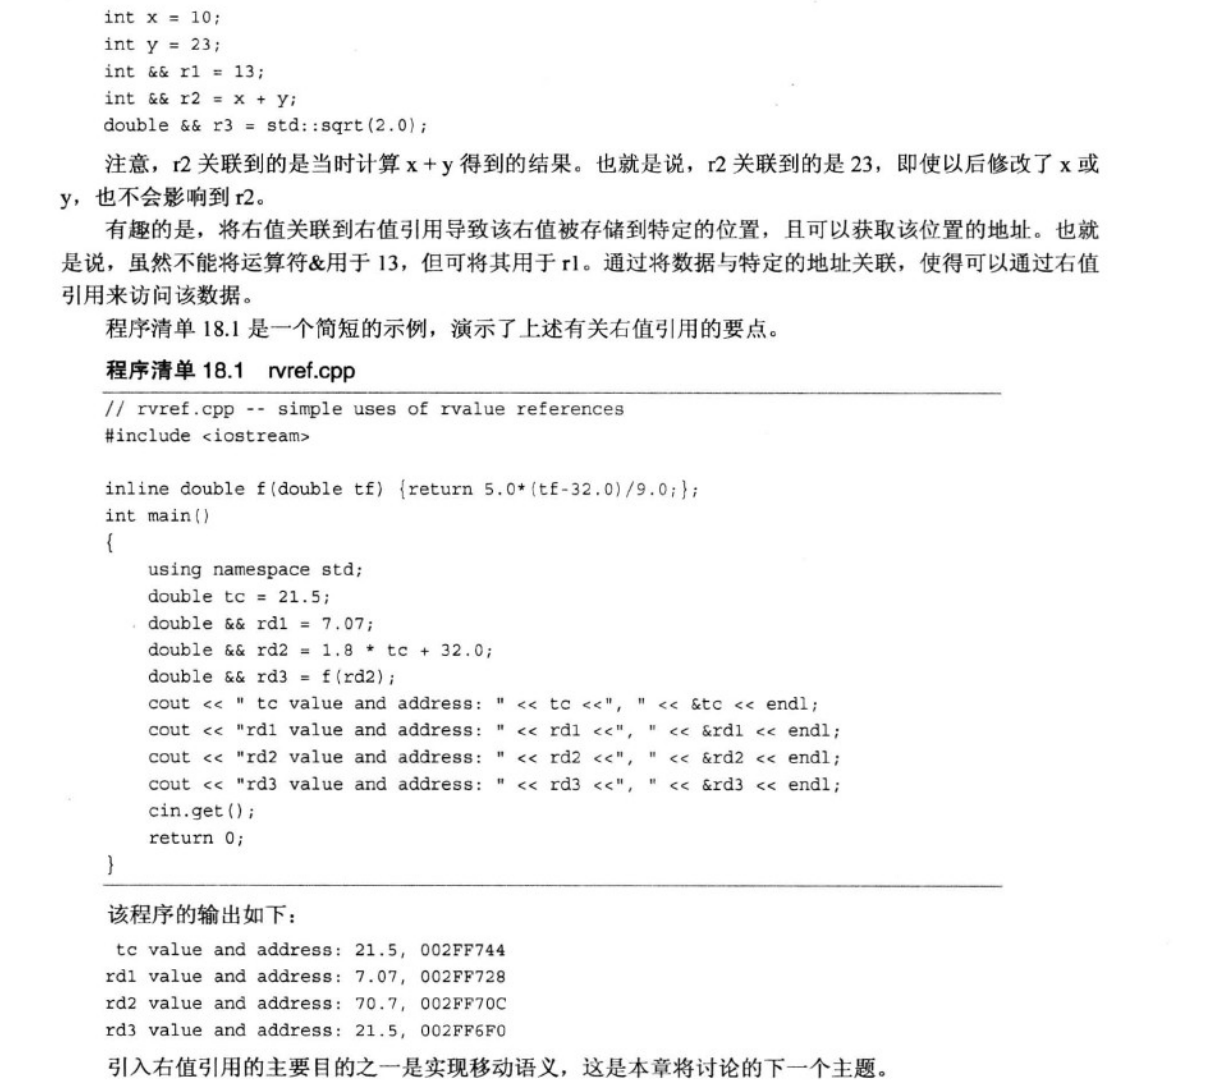 int x = 10;
int y = 23;
int && r1 = 13;
int && r2 = x + y;
double && r3 = std::sqrt(2.0);
注意，r2 关联到的是当时计算 x + y 得到的结果。也就是说，r2 关联到的是 23，即使以后修改了 x 或
y，也不会影响到 r2。
有趣的是，将右值关联到右值引用导致该右值被存储到特定的位置，且可以获取该位置的地址。也就
是说，虽然不能将运算符&用于 13，但可将其用于 r1。通过将数据与特定的地址关联，使得可以通过右值
引用来访问该数据。
程序清单 18.1 是一个简短的示例，演示了上述有关右值引用的要点。
程序清单 18.1 rvref.cpp
// rvref.cpp -- simple uses of rvalue references
#include <iostream>
inline double f(double tf) {return 5.0*(tf-32.0)/9.0;};
int main()
{
using namespace std;
double tc = 21.5;
double && rd1 = 7.07;
double && rd2 = 1.8 * tc + 32.0;
double && rd3 = f(rd2);
cout << " tc value and address: " << tc <<", " << &tc << endl;
cout << "rd1 value and address: " << rd1 <<", " << &rd1 << endl;
cout << "rd2 value and address: " << rd2 <<", " << &rd2 << endl;
cout << "rd3 value and address: " << rd3 <<", " << &rd3 << endl;
cin.get();
return 0;
}
该程序的输出如下：
tc value and address: 21.5, 002FF744
rd1 value and address: 7.07, 002FF728
rd2 value and address: 70.7, 002FF70C
rd3 value and address: 21.5, 002FF6F0
引入右值引用的主要目的之一是实现移动语义，这是本章将讨论的下一个主题。